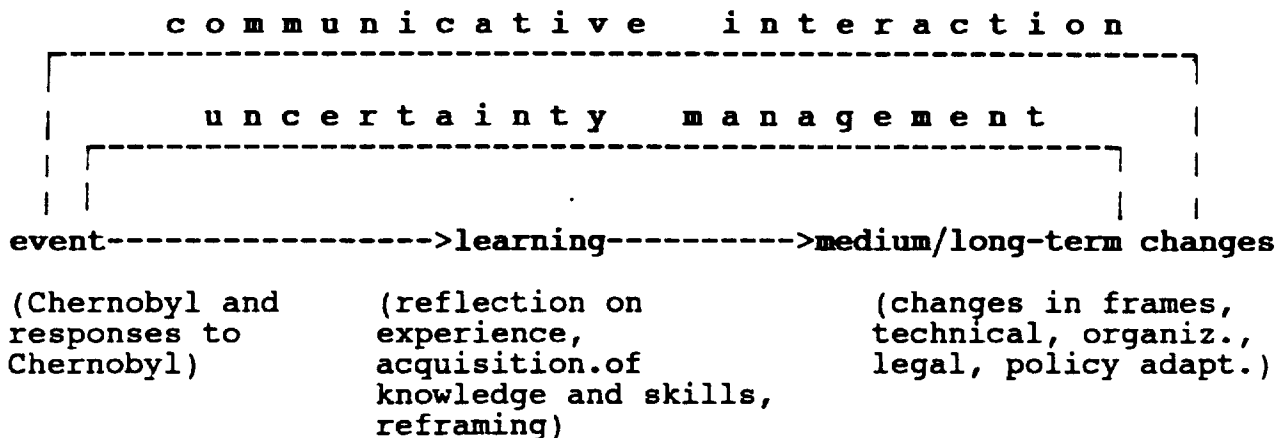 communicative interaction
uncertainty management
event----------------->learning---------->medium/long-term changes
(Chernobyl and (reflection on (changes in frames,
responses to experience, technical, organiz.,
Chernobyl) acquisition.of legal, policy adapt.)
knowledge and skills,
reframing)